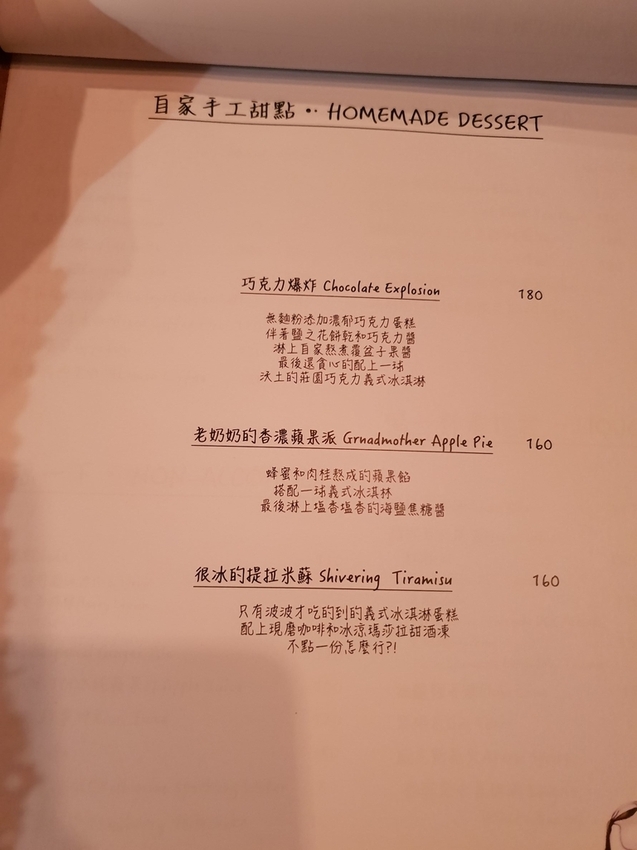 自家手工甜點 •• HOMEMADE DESSERT
巧克力爆炸 Chocolate Explosion 180
無麵粉添加濃郁巧克力蛋糕
伴著鹽之花餅乾和巧克力醬
淋上自家熬煮覆盆子果醬
最後還貪心的配上一球
沃土的莊園巧克力義式冰淇淋
老奶奶的香濃蘋果派 Grnadmother Apple Pie 160
蜂蜜和肉桂熬成的蘋果餡
搭配一球義式冰淇林
最後淋上塩香塩香的海鹽焦糖醬
很冰的提拉米蘇 Shivering Tiramisu 160
只有波波才吃的到的義式冰淇淋蛋糕
配上現磨咖啡和冰涼瑪莎拉甜酒凍
不點一份怎麼行?!